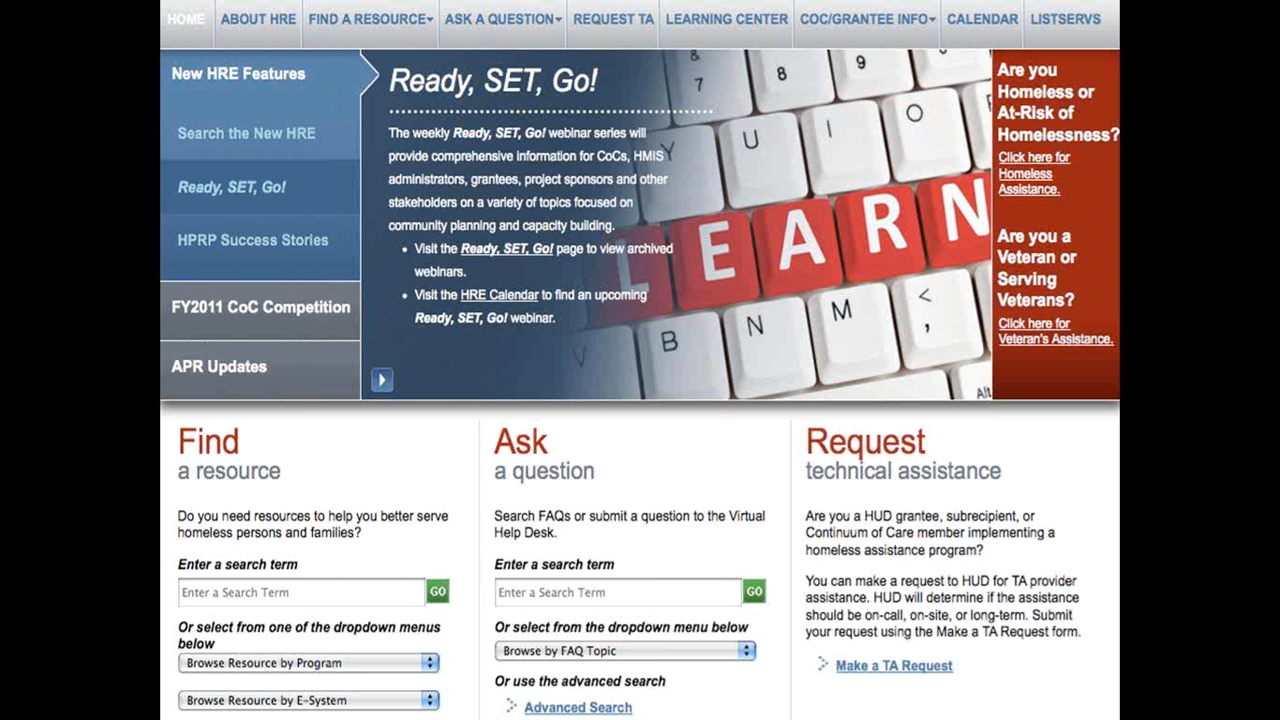 HOME ABOUT HRE FIND A RESOURCE ASK A QUESTION REQUEST TA LEARNING CENTER COC/GRANTEE INFO CALENDAR LISTSERVS
New HRE Features
Search the New HRE
Ready, SET, Go!
HPRP Success Stories
FY2011 CoC Competition
APR Updates
Ready, SET, Go!
The weekly Ready, SET, Go! webinar series will
provide comprehensive information for CoCs, HMIS
administrators, grantees, project sponsors and other
stakeholders on a variety of topics focused on
community planning and capacity building.
• Visit the Ready, SET, Go! page to view archived
webinars.
• Visit the HRE Calendar to find an upcoming
Ready, SET, Go! webinar.
& 7 8 9
Y U I O
L E A R N
V B N M < ,
Alt
Are you
Homeless or
At-Risk of
Homelessness?
Click here for
Homeless
Assistance.
Are you a
Veteran or
Serving
Veterans?
Click here for
Veteran's Assistance.
Find
a resource
Do you need resources to help you better serve
homeless persons and families?
Enter a search term
Enter a Search Term GO
Or select from one of the dropdown menus
below
Browse Resource by Program
Browse Resource by E-System
Ask
a question
Search FAQs or submit a question to the Virtual
Help Desk.
Enter a search term
Enter a Search Term GO
Or select from the dropdown menu below
Browse by FAQ Topic
Or use the advanced search
Advanced Search
Request
technical assistance
Are you a HUD grantee, subrecipient, or
Continuum of Care member implementing a
homeless assistance program?
You can make a request to HUD for TA provider
assistance. HUD will determine if the assistance
should be on-call, on-site, or long-term. Submit
your request using the Make a TA Request form.
Make a TA Request